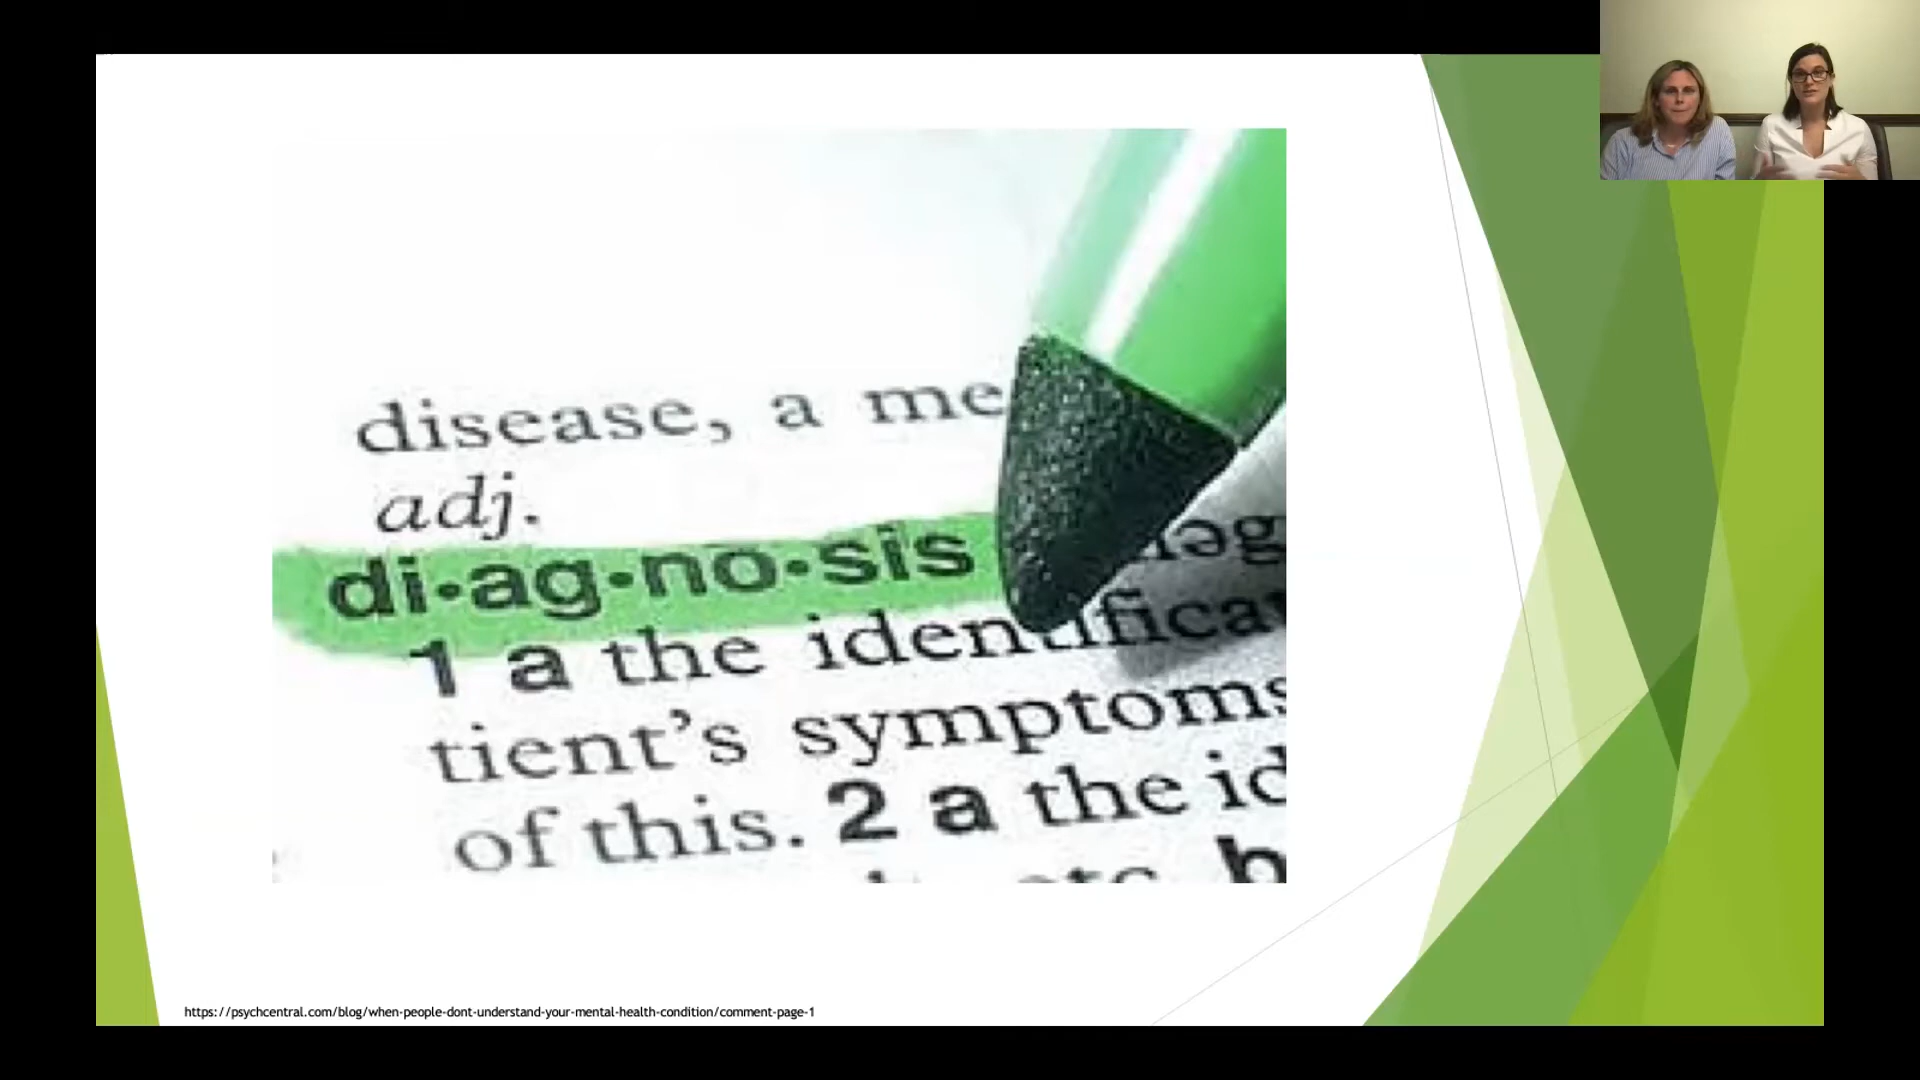 disease, a me
adj.
di•ag•no•sis
1 a the identifica
tient's symptoms
of this. 2 a the id
etc. b
https://psychcentral.com/blog/when-people-dont-understand-your-mental-health-condition/comment-page-1